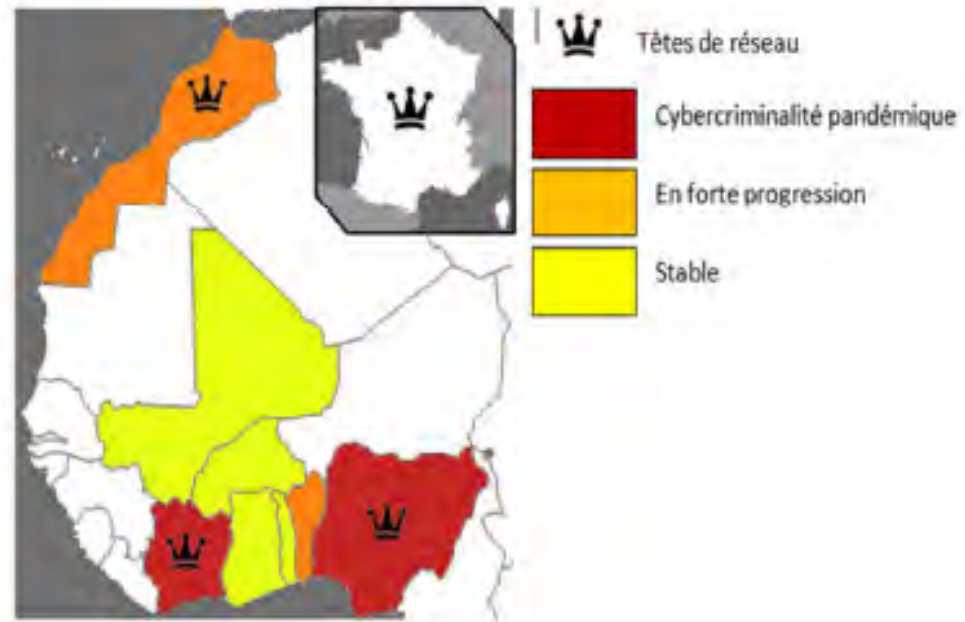 Têtes de réseau
Cybercriminalité pandémique
En forte progression
Stable